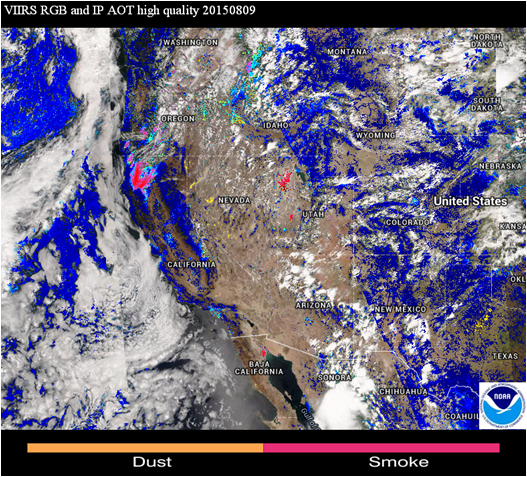 VIIRS RGB and IP AOT high quality 20150809
WASHINGTON
MONTANA
NORTH
DAKOTA
OREGON
IDAHO
SOUTH
DAKOTA
WYOMING
NEBRASKA
NEVADA
UTAH
United States
COLORADO
KANSA
CALIFORNIA
OKL
ARIZONA
NEW MEXICO
TEXAS
BAJA
CALIFORNIA
SONORA
CHIHUAHUA
COAHUIL
NOAA
Dust
Smoke